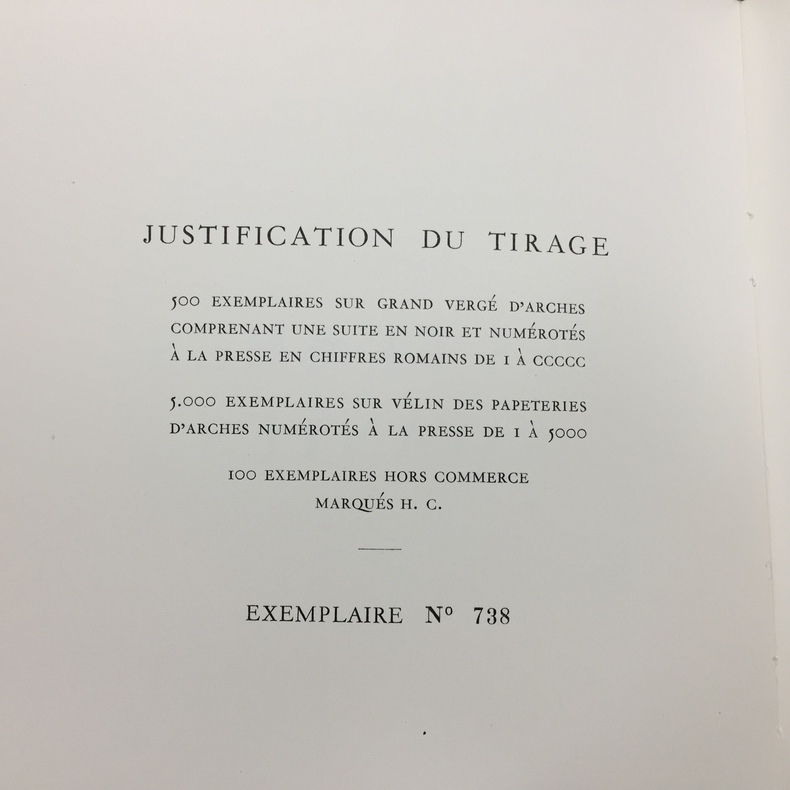 JUSTIFICATION DU TIRAGE
500 EXEMPLAIRES SUR GRAND VERGÉ D'ARCHES
COMPRENANT UNE SUITE EN NOIR ET NUMÉROTÉS
À LA PRESSE EN CHIFFRES ROMAINS DE I À CCCCC
5.000 EXEMPLAIRES SUR VÉLIN DES PAPETERIES
D'ARCHES NUMÉROTÉS À LA PRESSE DE 1 À 5000
100 EXEMPLAIRES HORS COMMERCE
MARQUÉS H. C.
EXEMPLAIRE Nº 738